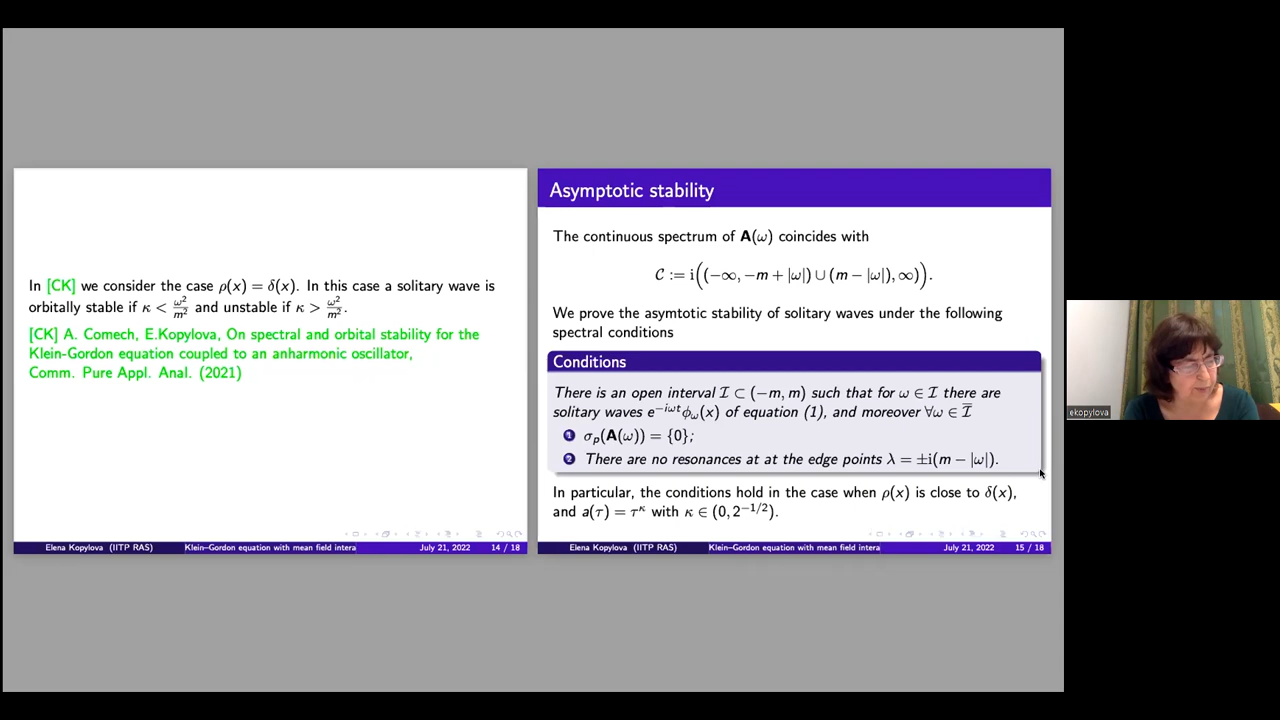 In [CK] we consider the case ρ(x) = δ(x). In this case a solitary wave is
orbitally stable if κ < ω²/m² and unstable if κ > ω²/m².
[CK] A. Comech, E.Kopylova, On spectral and orbital stability for the
Klein-Gordon equation coupled to an anharmonic oscillator,
Comm. Pure Appl. Anal. (2021)
Elena Kopylova (IITP RAS) Klein–Gordon equation with mean field intera July 21, 2022 14 / 18
Asymptotic stability
The continuous spectrum of A(ω) coincides with
𝒞 := i((−∞, −m + |ω|) ∪ (m − |ω|), ∞)).
We prove the asymtotic stability of solitary waves under the following
spectral conditions
Conditions
There is an open interval ℐ ⊂ (−m, m) such that for ω ∈ ℐ there are
solitary waves e^{−iωt}ϕ_ω(x) of equation (1), and moreover ∀ω ∈ ℐ̅
1 σ_p(A(ω)) = {0};
2 There are no resonances at at the edge points λ = ±i(m − |ω|).
In particular, the conditions hold in the case when ρ(x) is close to δ(x),
and a(τ) = τ^κ with κ ∈ (0, 2^{−1/2}).
Elena Kopylova (IITP RAS) Klein–Gordon equation with mean field intera July 21, 2022 15 / 18
ekopylova